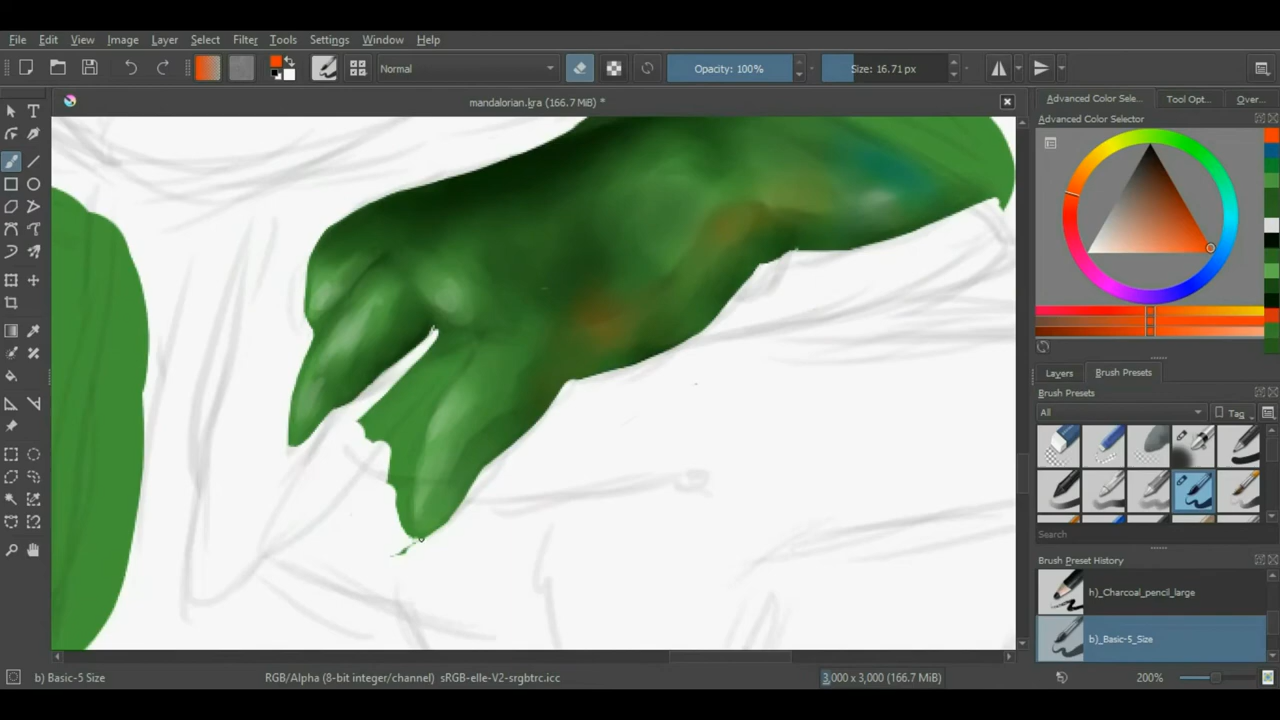 File Edit View Image Layer Select Filter Tools Settings Window Help
Normal Opacity: 100% Size: 16.71 px
mandalorian.kra (166.7 MiB) *
Advanced Color Sele... Tool Opt... Over...
Advanced Color Selector
Layers Brush Presets
Brush Presets
All Tag
Search
Brush Preset History
h)_Charcoal_pencil_large
b)_Basic-5_Size
b) Basic-5 Size RGB/Alpha (8-bit integer/channel) sRGB-elle-V2-srgbtrc.icc 3,000 x 3,000 (166.7 MiB) 200%